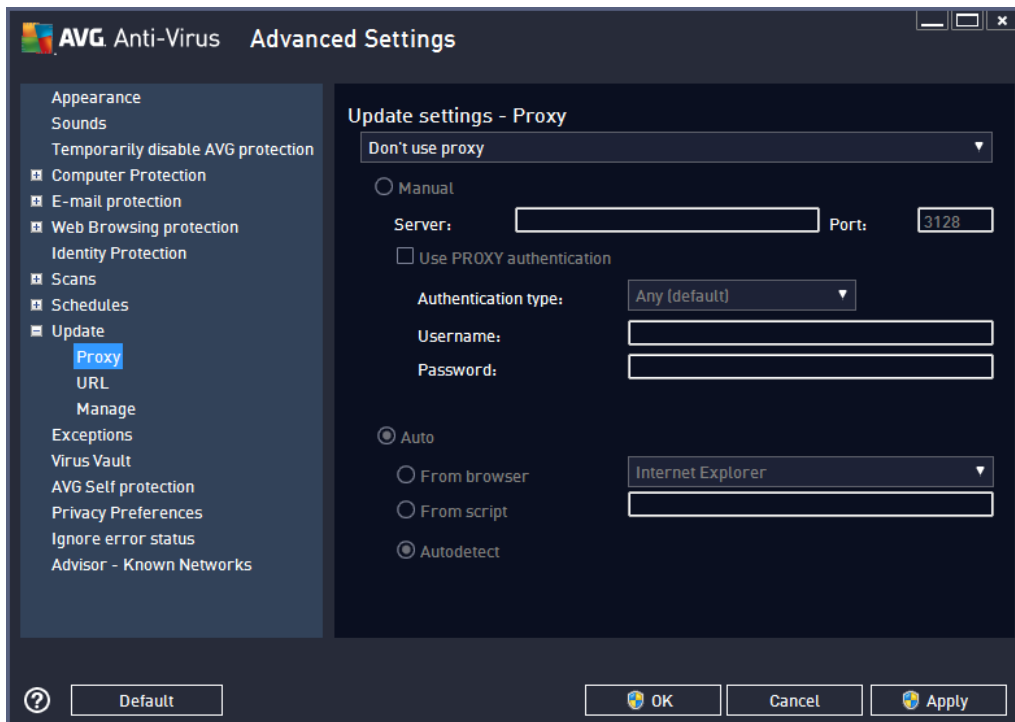 AVG Anti-Virus Advanced Settings
Appearance
Sounds
Temporarily disable AVG protection
Computer Protection
E-mail protection
Web Browsing protection
Identity Protection
Scans
Schedules
Update
Proxy
URL
Manage
Exceptions
Virus Vault
AVG Self protection
Privacy Preferences
Ignore error status
Advisor - Known Networks
Update settings - Proxy
Don't use proxy
Manual
Server: Port: 3128
Use PROXY authentication
Authentication type: Any (default)
Username:
Password:
Auto
From browser Internet Explorer
From script
Autodetect
Default OK Cancel Apply